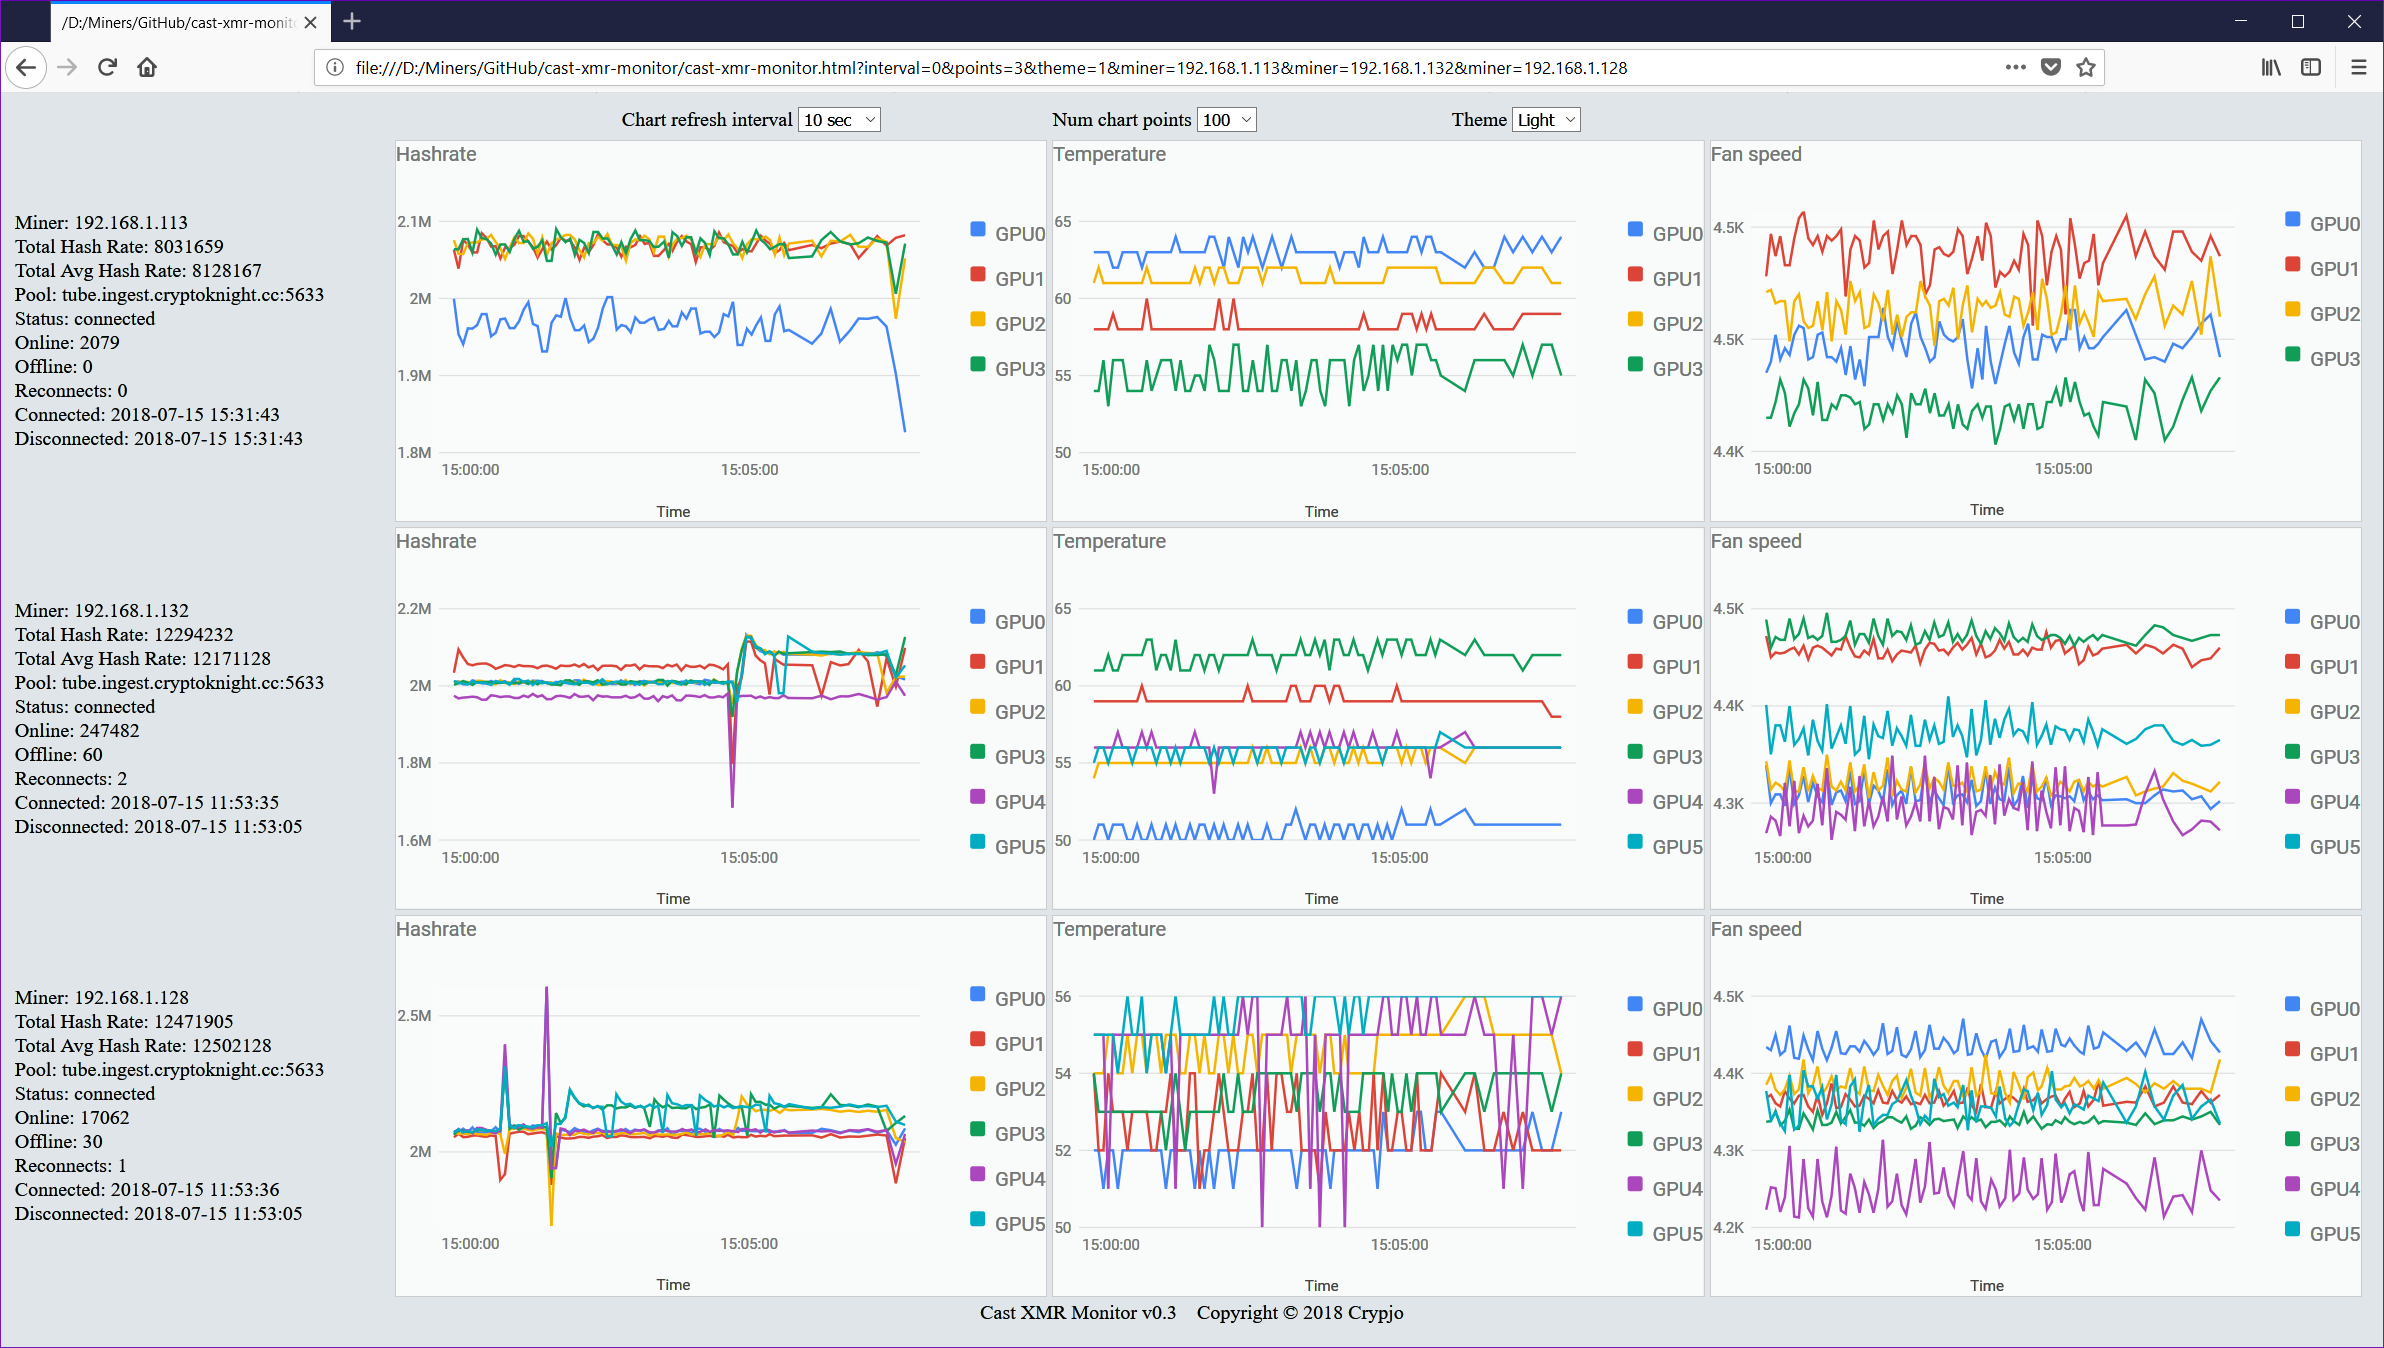 /D:/Miners/GitHub/cast-xmr-monit
file:///D:/Miners/GitHub/cast-xmr-monitor/cast-xmr-monitor.html?interval=0&points=3&theme=1&miner=192.168.1.113&miner=192.168.1.132&miner=192.168.1.128
Chart refresh interval 10 sec Num chart points 100 Theme Light
Miner: 192.168.1.113
Total Hash Rate: 8031659
Total Avg Hash Rate: 8128167
Pool: tube.ingest.cryptoknight.cc:5633
Status: connected
Online: 2079
Offline: 0
Reconnects: 0
Connected: 2018-07-15 15:31:43
Disconnected: 2018-07-15 15:31:43
Hashrate
2.1M
2M
1.9M
1.8M
15:00:00 15:05:00
Time
GPU0
GPU1
GPU2
GPU3
Temperature
65
60
55
50
15:00:00 15:05:00
Time
GPU0
GPU1
GPU2
GPU3
Fan speed
4.5K
4.5K
4.4K
15:00:00 15:05:00
Time
GPU0
GPU1
GPU2
GPU3
Miner: 192.168.1.132
Total Hash Rate: 12294232
Total Avg Hash Rate: 12171128
Pool: tube.ingest.cryptoknight.cc:5633
Status: connected
Online: 247482
Offline: 60
Reconnects: 2
Connected: 2018-07-15 11:53:35
Disconnected: 2018-07-15 11:53:05
Hashrate
2.2M
2M
1.8M
1.6M
15:00:00 15:05:00
Time
GPU0
GPU1
GPU2
GPU3
GPU4
GPU5
Temperature
65
60
55
50
15:00:00 15:05:00
Time
GPU0
GPU1
GPU2
GPU3
GPU4
GPU5
Fan speed
4.5K
4.4K
4.3K
15:00:00 15:05:00
Time
GPU0
GPU1
GPU2
GPU3
GPU4
GPU5
Miner: 192.168.1.128
Total Hash Rate: 12471905
Total Avg Hash Rate: 12502128
Pool: tube.ingest.cryptoknight.cc:5633
Status: connected
Online: 17062
Offline: 30
Reconnects: 1
Connected: 2018-07-15 11:53:36
Disconnected: 2018-07-15 11:53:05
Hashrate
2.5M
2M
15:00:00 15:05:00
Time
GPU0
GPU1
GPU2
GPU3
GPU4
GPU5
Temperature
56
54
52
50
15:00:00 15:05:00
Time
GPU0
GPU1
GPU2
GPU3
GPU4
GPU5
Fan speed
4.5K
4.4K
4.3K
4.2K
15:00:00 15:05:00
Time
GPU0
GPU1
GPU2
GPU3
GPU4
GPU5
Cast XMR Monitor v0.3 Copyright © 2018 Crypjo